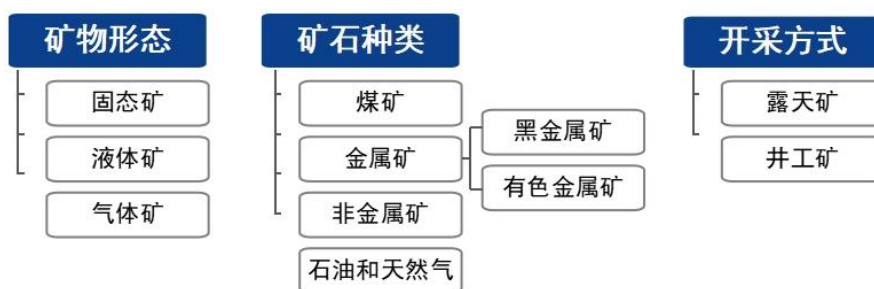 矿物形态
固态矿
液体矿
气体矿
矿石种类
煤矿
金属矿
黑金属矿
有色金属矿
非金属矿
石油和天然气
开采方式
露天矿
井工矿